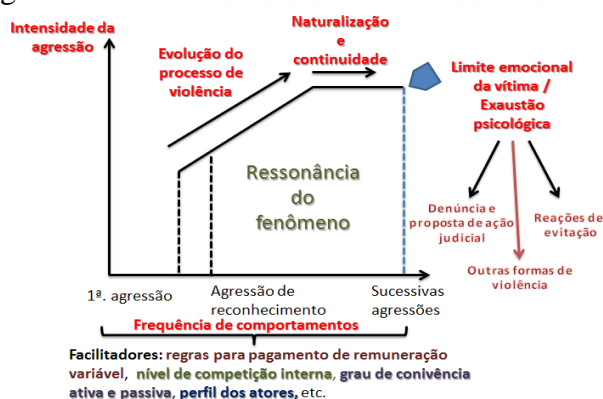 Intensidade da
agressão
Naturalização
e
continuidade
Evolução do
processo de
violência
Limite emocional
da vítima /
Exaustão
psicológica
Ressonância
do
fenômeno
Denúncia e
proposta de ação
judicial
Reações de
evitação
Outras formas de
violência
1ª. agressão
Agressão de
reconhecimento
Sucessivas
agressões
Frequência de comportamentos
Facilitadores: regras para pagamento de remuneração
variável, nível de competição interna, grau de conivência
ativa e passiva, perfil dos atores, etc.